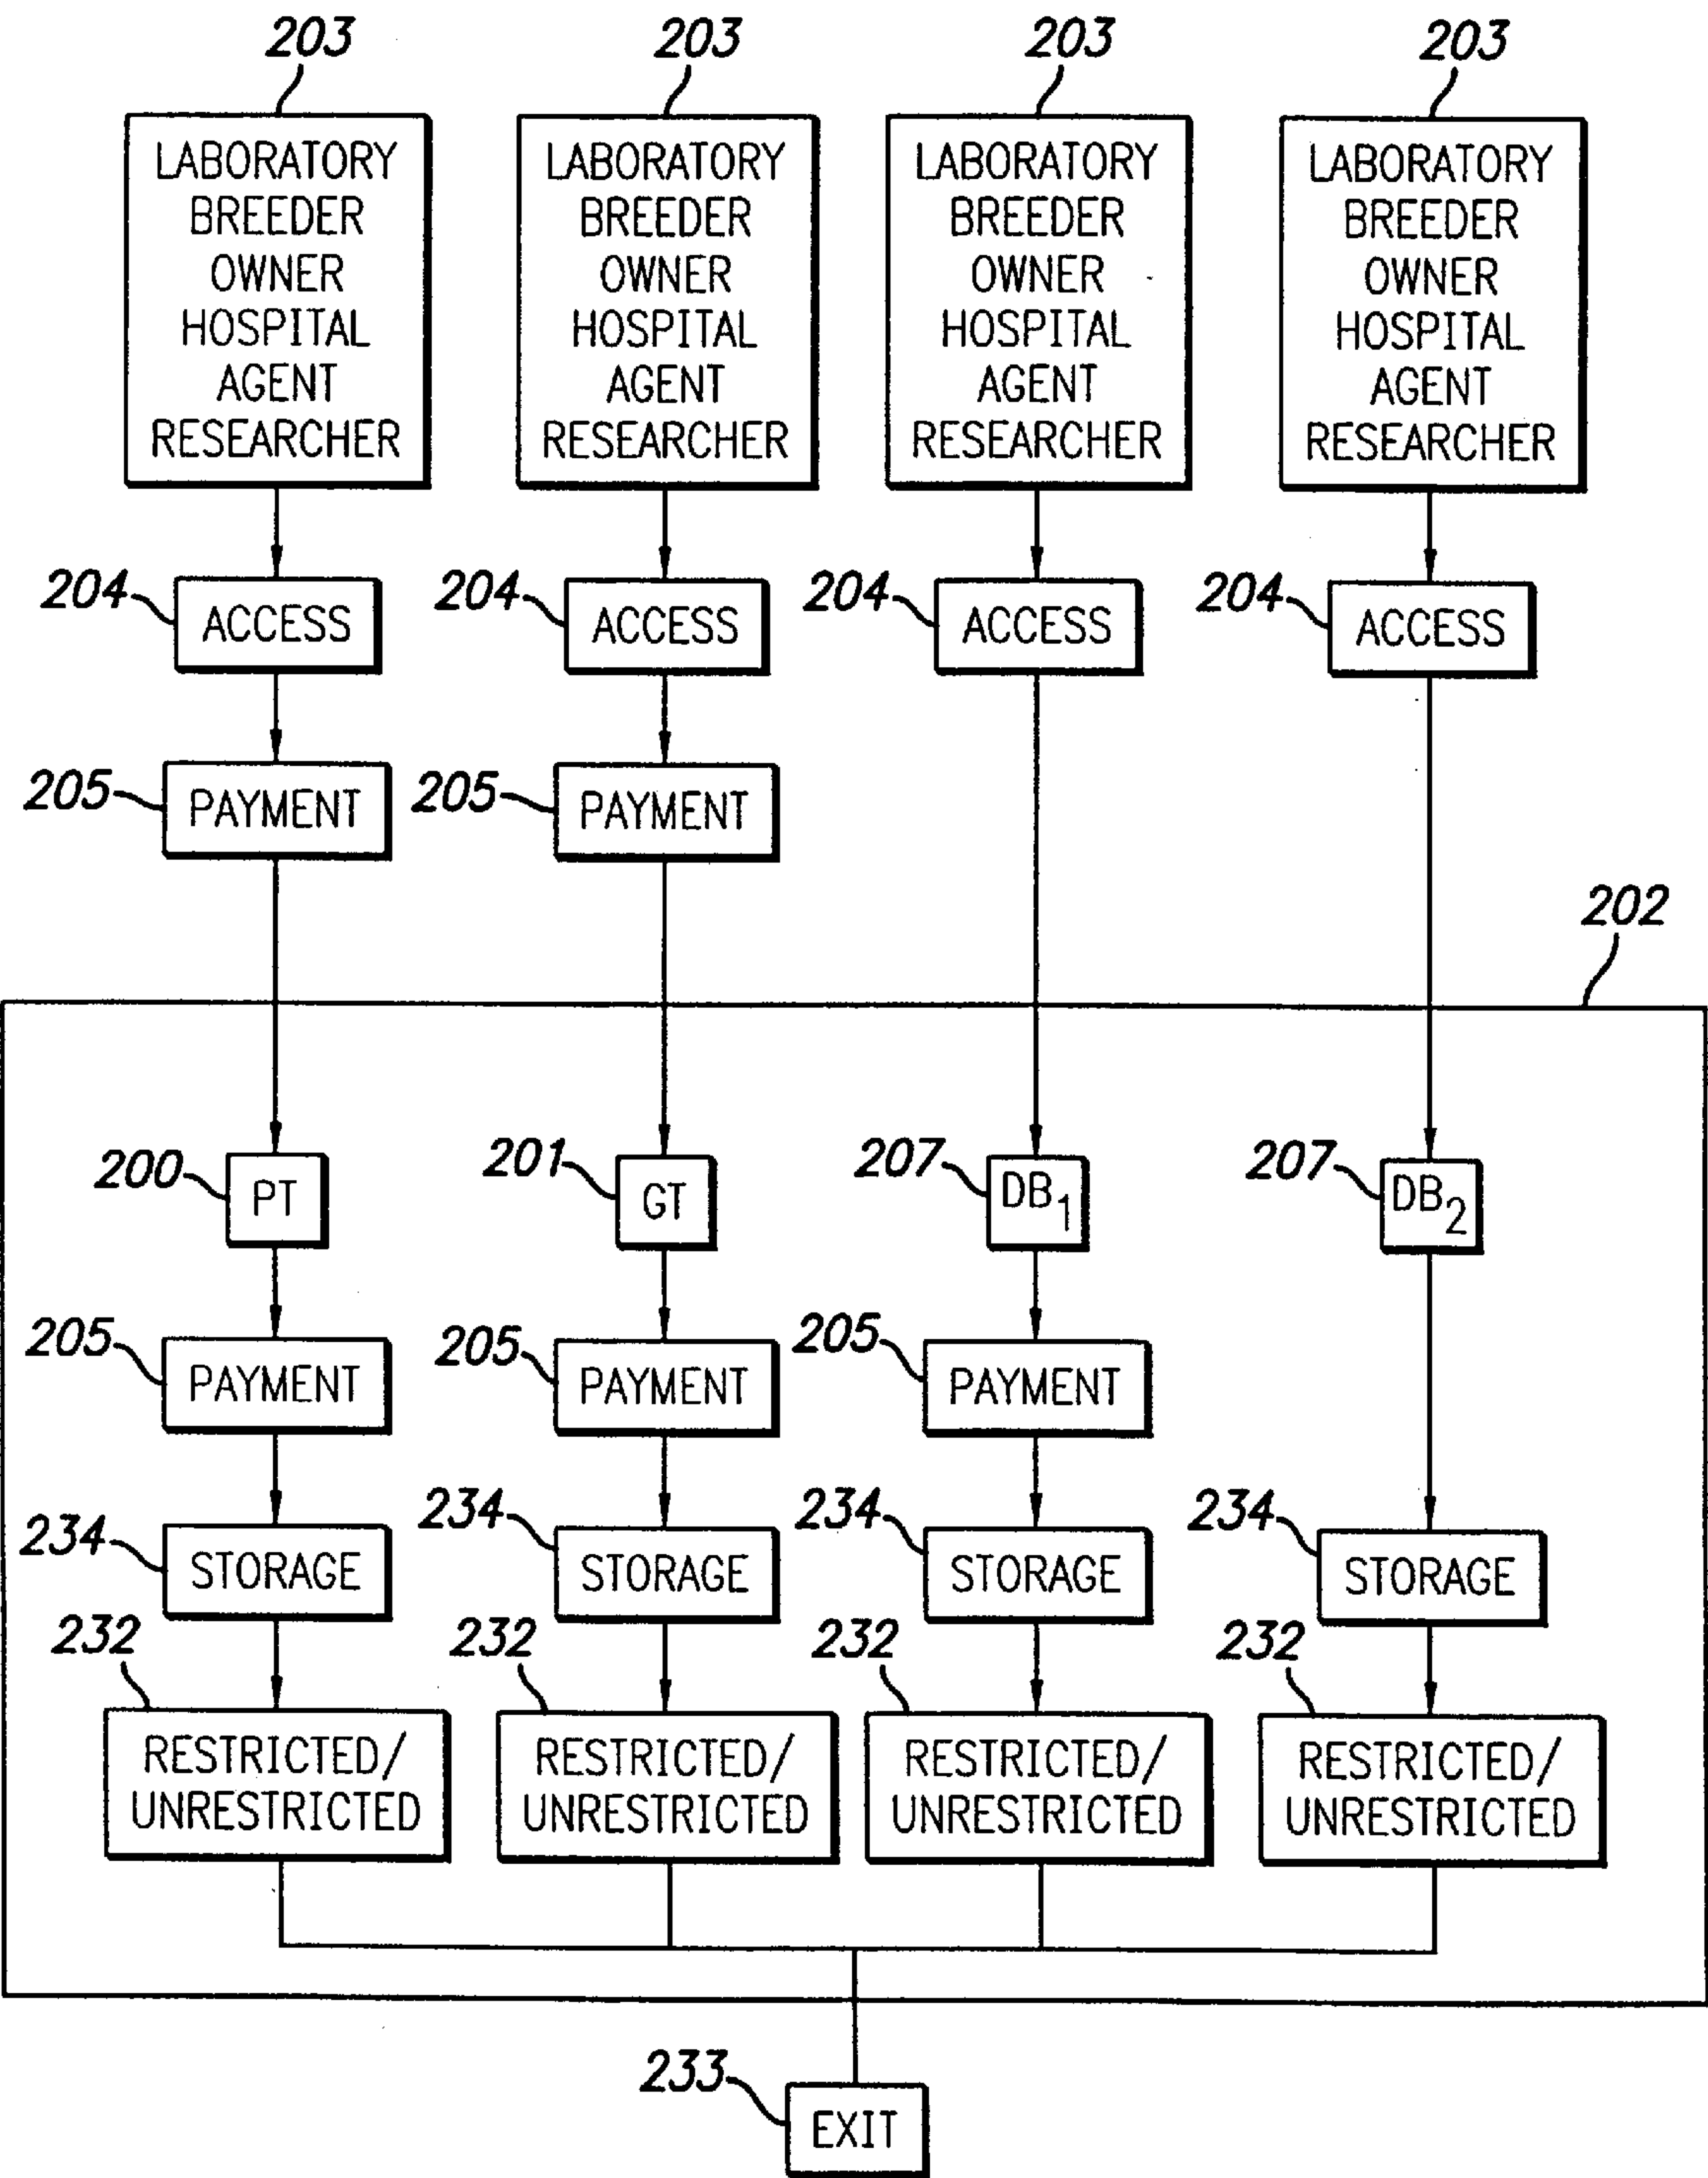 203 203 203 203
LABORATORY
BREEDER
OWNER
HOSPITAL
AGENT
RESEARCHER
LABORATORY
BREEDER
OWNER
HOSPITAL
AGENT
RESEARCHER
LABORATORY
BREEDER
OWNER
HOSPITAL
AGENT
RESEARCHER
LABORATORY
BREEDER
OWNER
HOSPITAL
AGENT
RESEARCHER
204 ACCESS 204 ACCESS 204 ACCESS 204 ACCESS
205 PAYMENT 205 PAYMENT
202
200 PT 201 GT 207 DB1 207 DB2
205 PAYMENT 205 PAYMENT 205 PAYMENT
234 STORAGE 234 STORAGE 234 STORAGE 234 STORAGE
232 232 232 232
RESTRICTED/
UNRESTRICTED
RESTRICTED/
UNRESTRICTED
RESTRICTED/
UNRESTRICTED
RESTRICTED/
UNRESTRICTED
233 EXIT